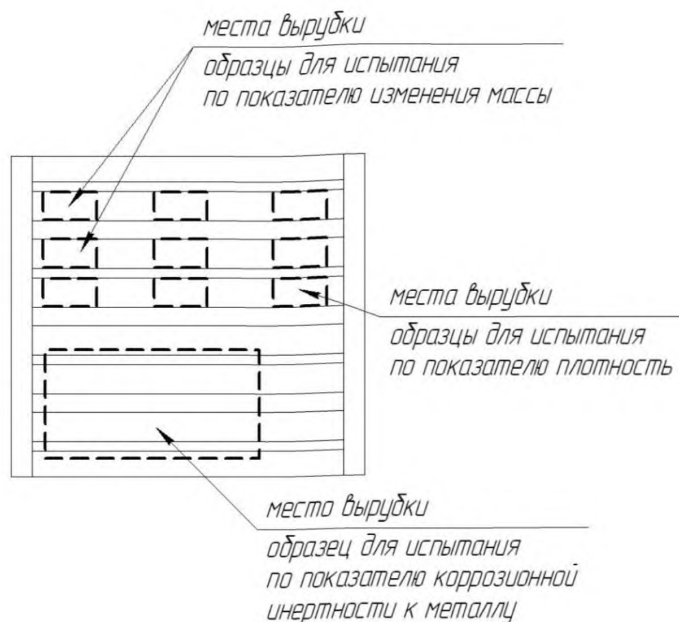 места вырубки
образцы для испытания
по показателю изменения массы
места вырубки
образцы для испытания
по показателю плотность
место вырубки
образец для испытания
по показателю коррозионной
инертности к металлу